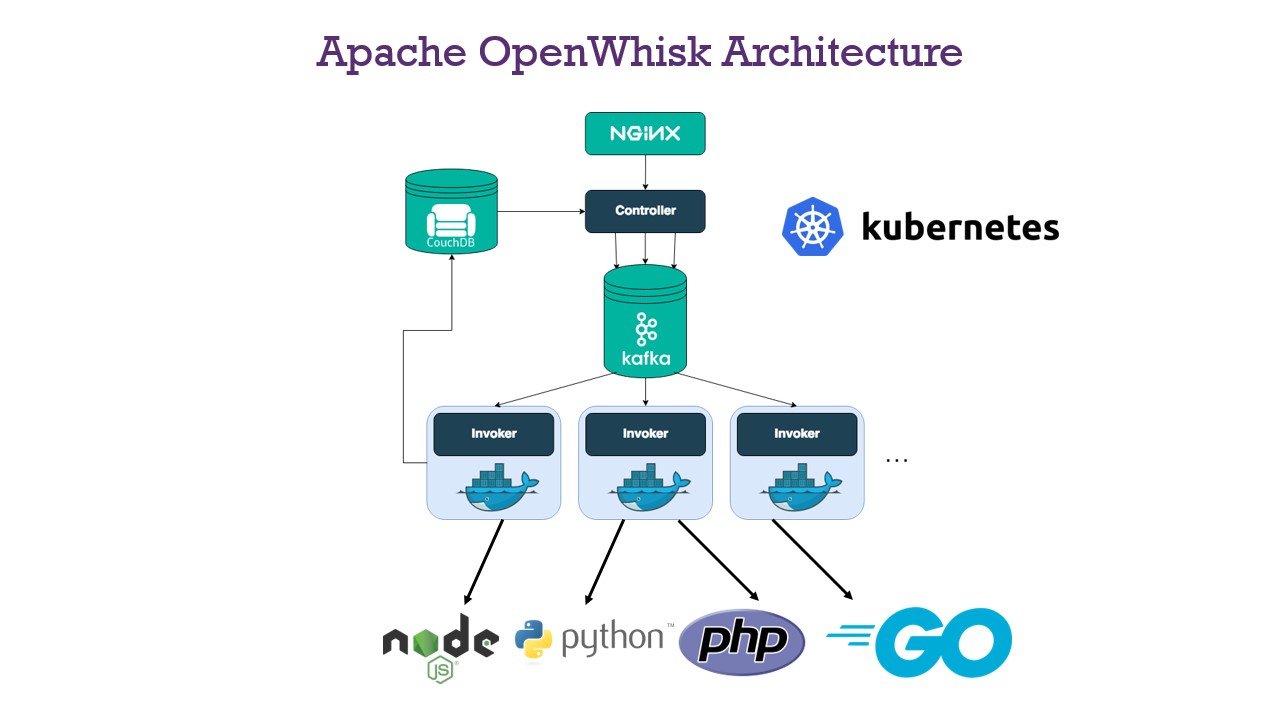 Apache OpenWhisk Architecture
NGINX
CouchDB
Controller
kubernetes
kafka
Invoker
Invoker
Invoker
...
node
JS
python™
php
GO